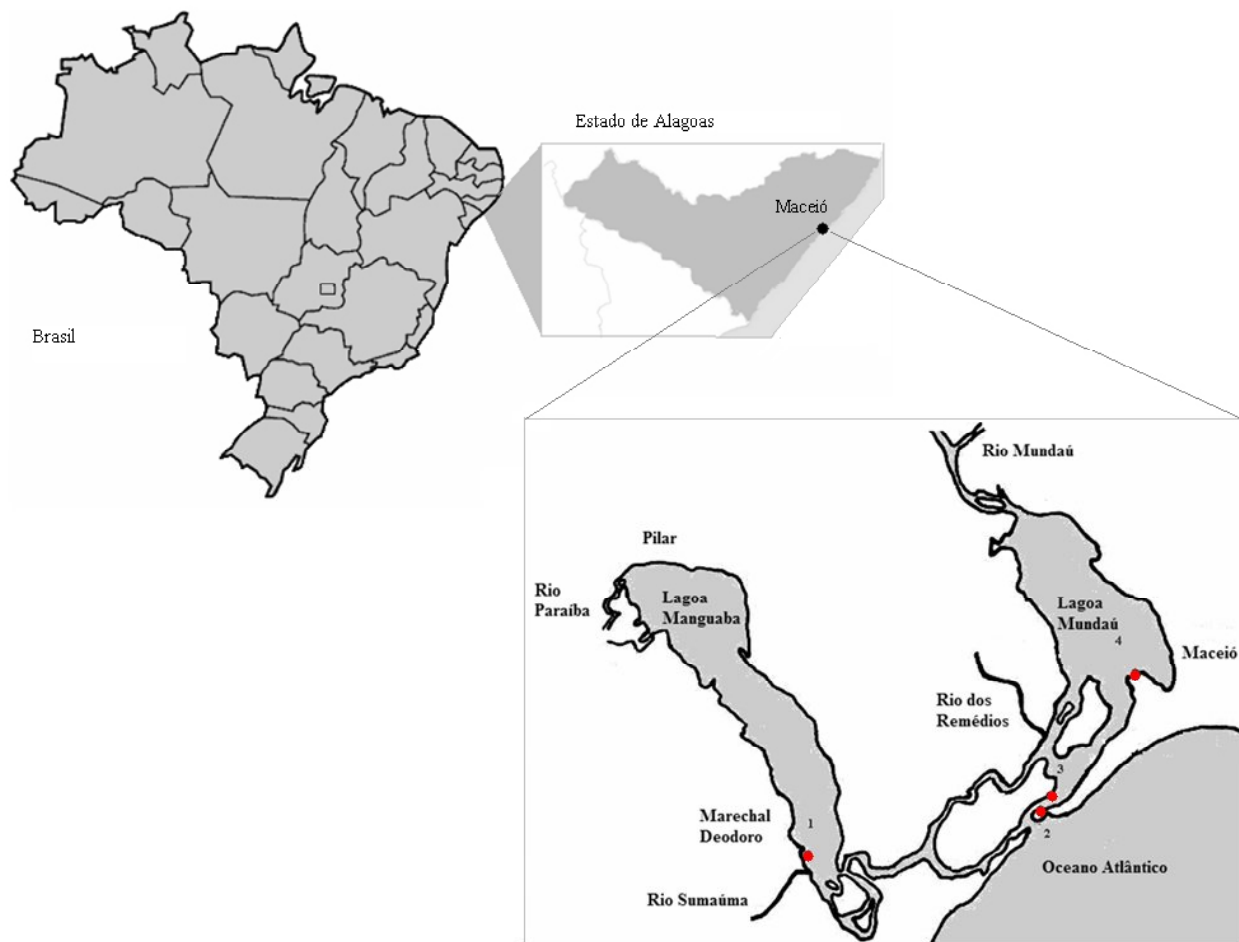 Estado de Alagoas
Maceió
Brasil
Rio Mundaú
Pilar
Rio
Paraíba
Lagoa
Manguaba
Lagoa
Mundaú
4
Maceió
Rio dos
Remédios
3
Marechal
Deodoro
1
2
Oceano Atlântico
Rio Sumaúma